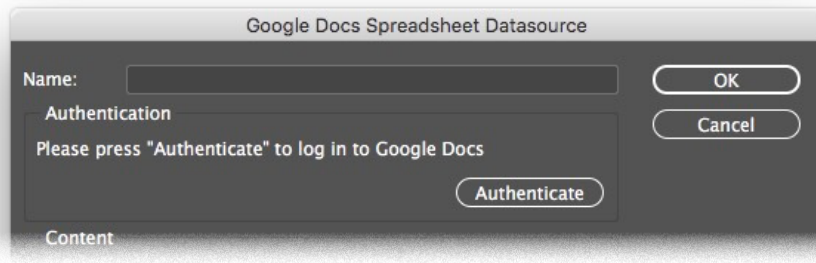 Google Docs Spreadsheet Datasource
Name:
OK
Authentication
Cancel
Please press "Authenticate" to log in to Google Docs
Authenticate
Content